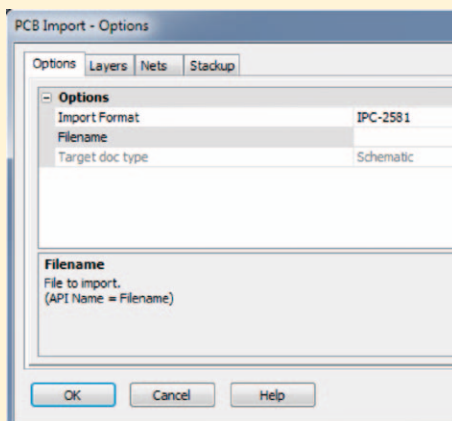 PCB Import - Options
Options Layers Nets Stackup
Options
Import Format IPC-2581
Filename
Target doc type Schematic
Filename
File to import.
(API Name = Filename)
OK Cancel Help